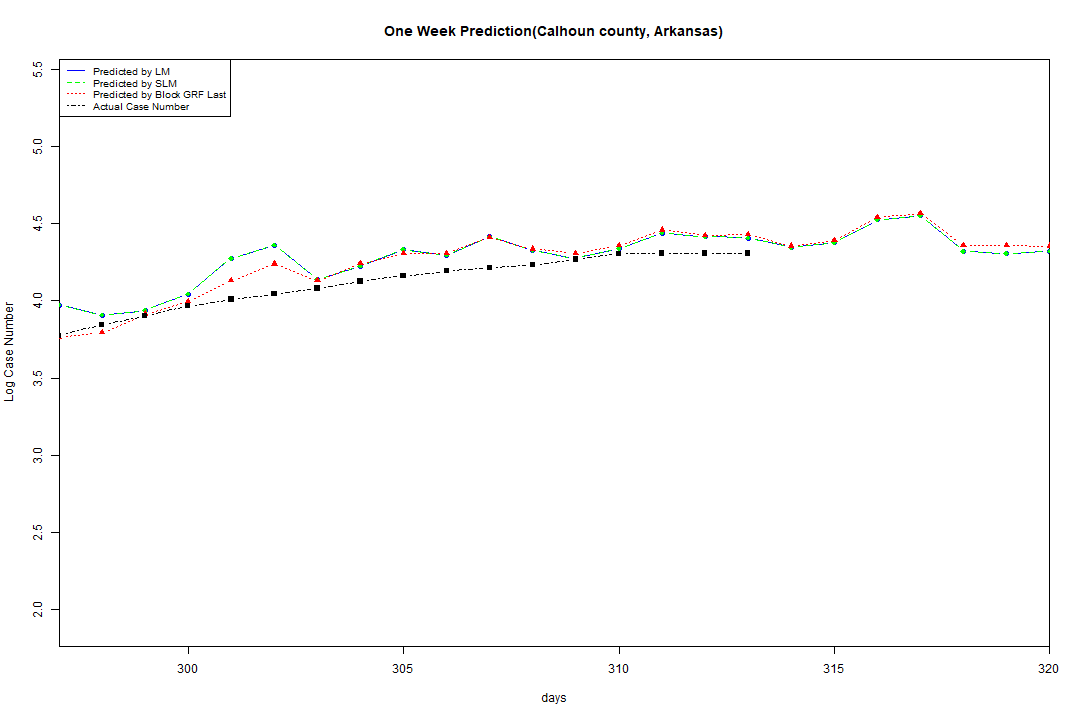 One Week Prediction(Calhoun county, Arkansas)
Predicted by LM
Predicted by SLM
Predicted by Block GRF Last
Actual Case Number
5.5
5.0
4.5
4.0
3.5
3.0
2.5
2.0
Log Case Number
300 305 310 315 320
days